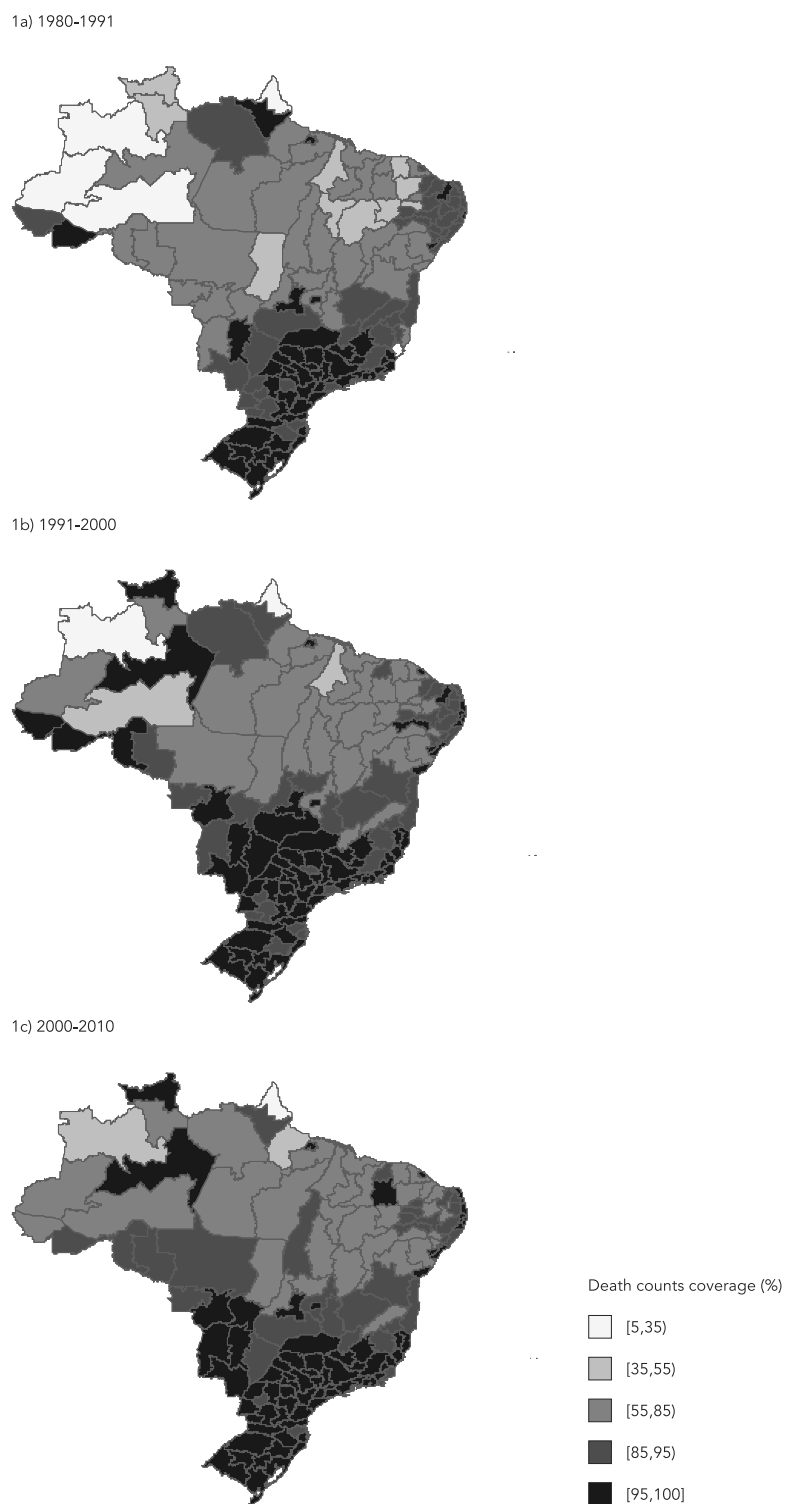 1a) 1980-1991
1b) 1991-2000
1c) 2000-2010
Death counts coverage (%)
[5,35)
[35,55)
[55,85)
[85,95)
[95,100]